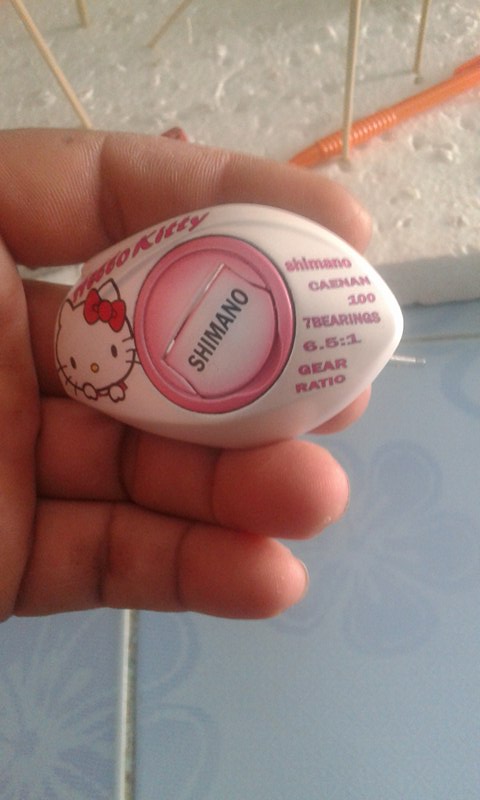 Hello Kitty
SHIMANO
shimano
CAENAN
100
7BEARINGS
6.5:1
GEAR
RATIO